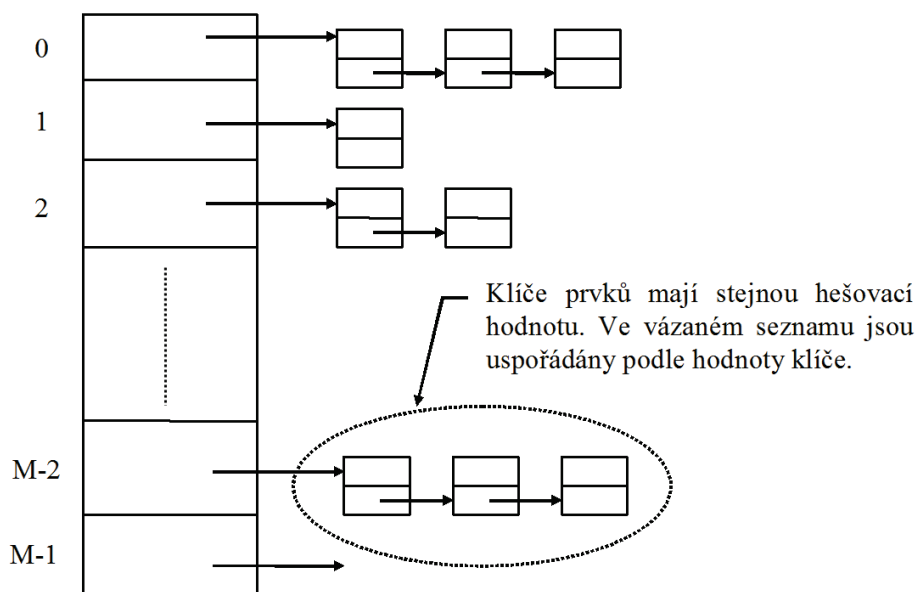 0
1
2
Klíče prvků mají stejnou hešovací
hodnotu. Ve vázaném seznamu jsou
uspořádány podle hodnoty klíče.
M-2
M-1